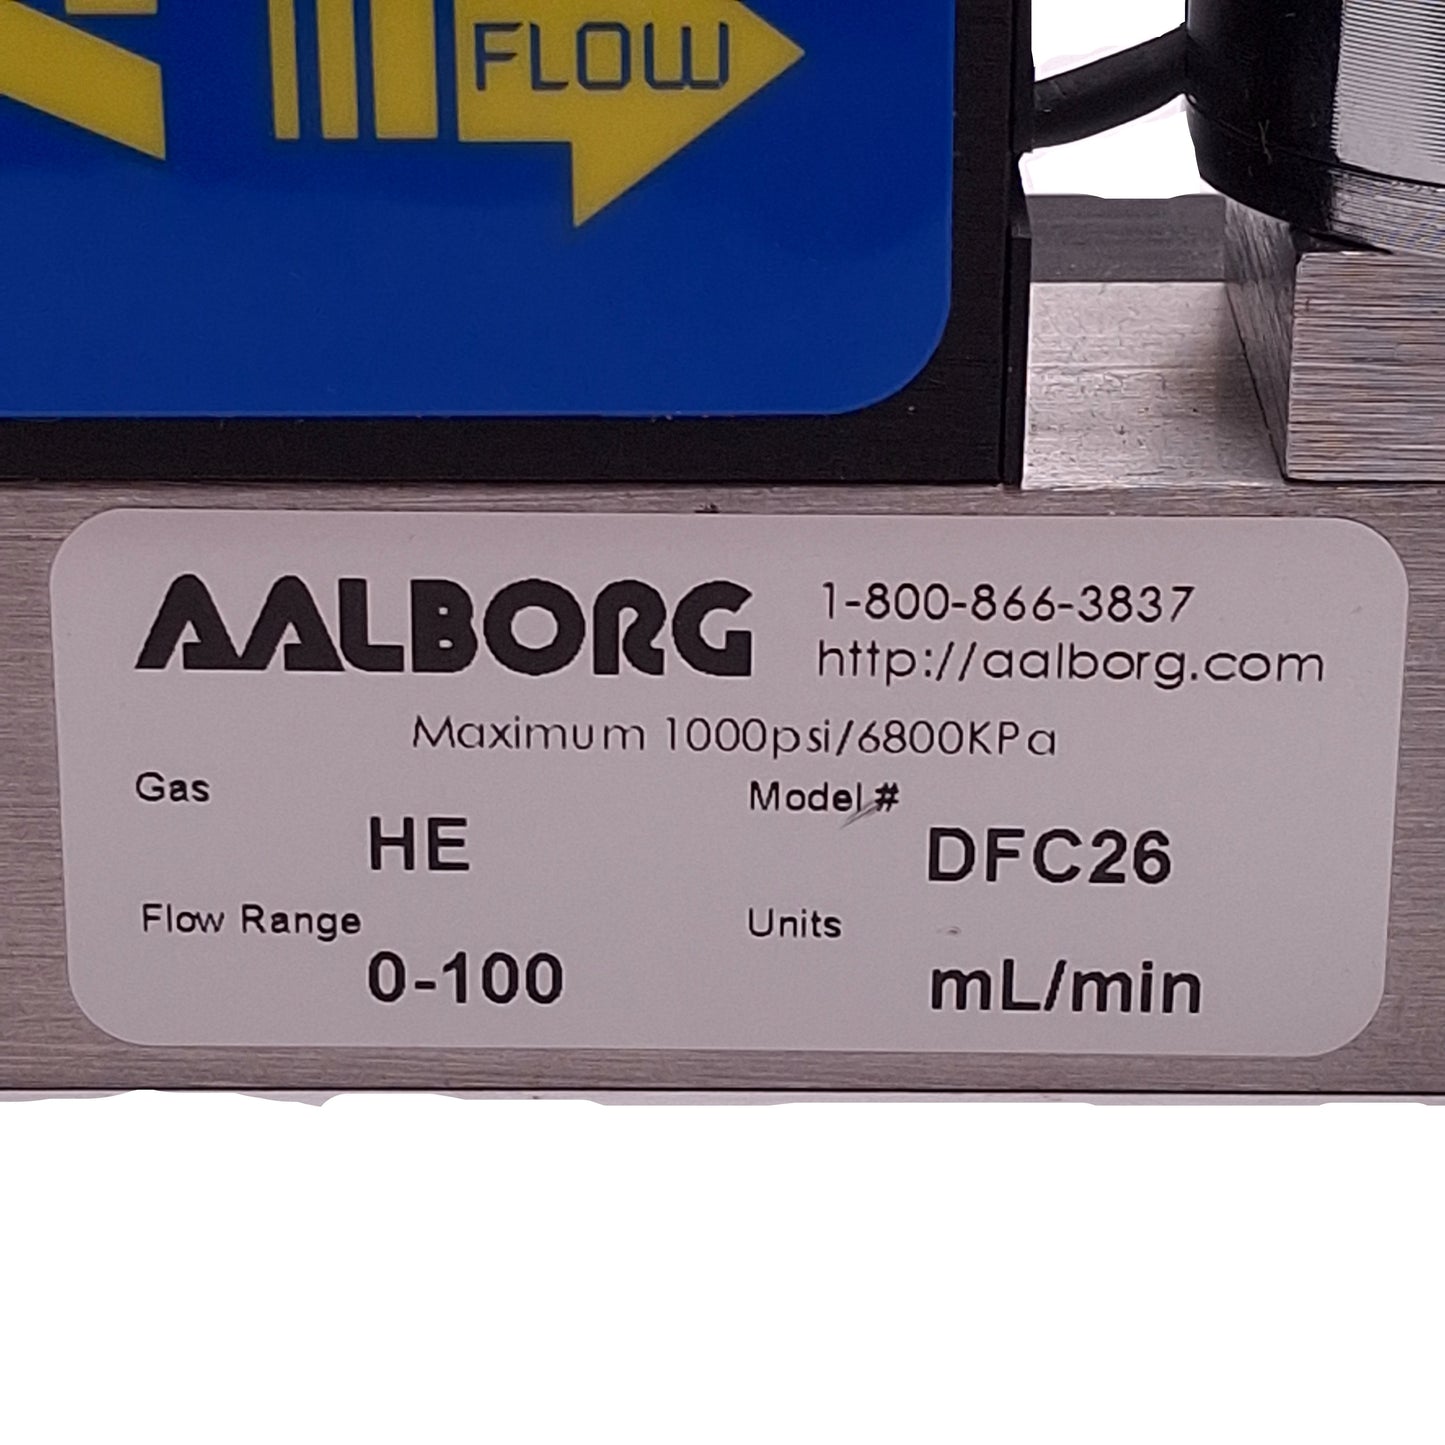 FLOW
AALBORG
1-800-866-3837
http://aalborg.com
Maximum 1000psi/6800KPa
Gas
HE
Model #
DFC26
Flow Range
0-100
Units
mL/min